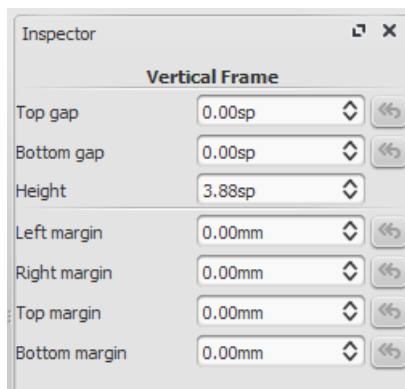 Inspector
Vertical Frame
Top gap 0.00sp
Bottom gap 0.00sp
Height 3.88sp
Left margin 0.00mm
Right margin 0.00mm
Top margin 0.00mm
Bottom margin 0.00mm